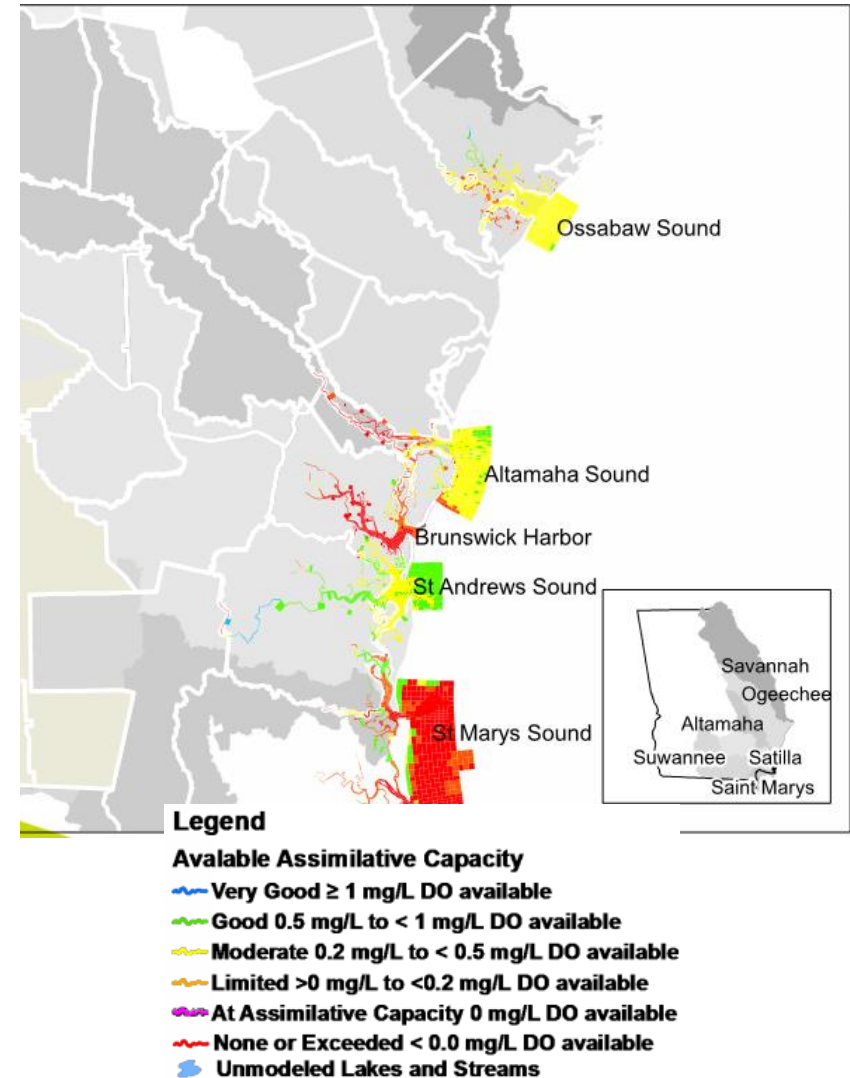 Ossabaw Sound
Altamaha Sound
Brunswick Harbor
St Andrews Sound
St Marys Sound
Savannah
Ogeechee
Altamaha
Suwannee
Satilla
Saint Marys
Legend
Avalable Assimilative Capacity
Very Good ≥ 1 mg/L DO available
Good 0.5 mg/L to < 1 mg/L DO available
Moderate 0.2 mg/L to < 0.5 mg/L DO available
Limited >0 mg/L to <0.2 mg/L DO available
At Assimilative Capacity 0 mg/L DO available
None or Exceeded < 0.0 mg/L DO available
Unmodeled Lakes and Streams